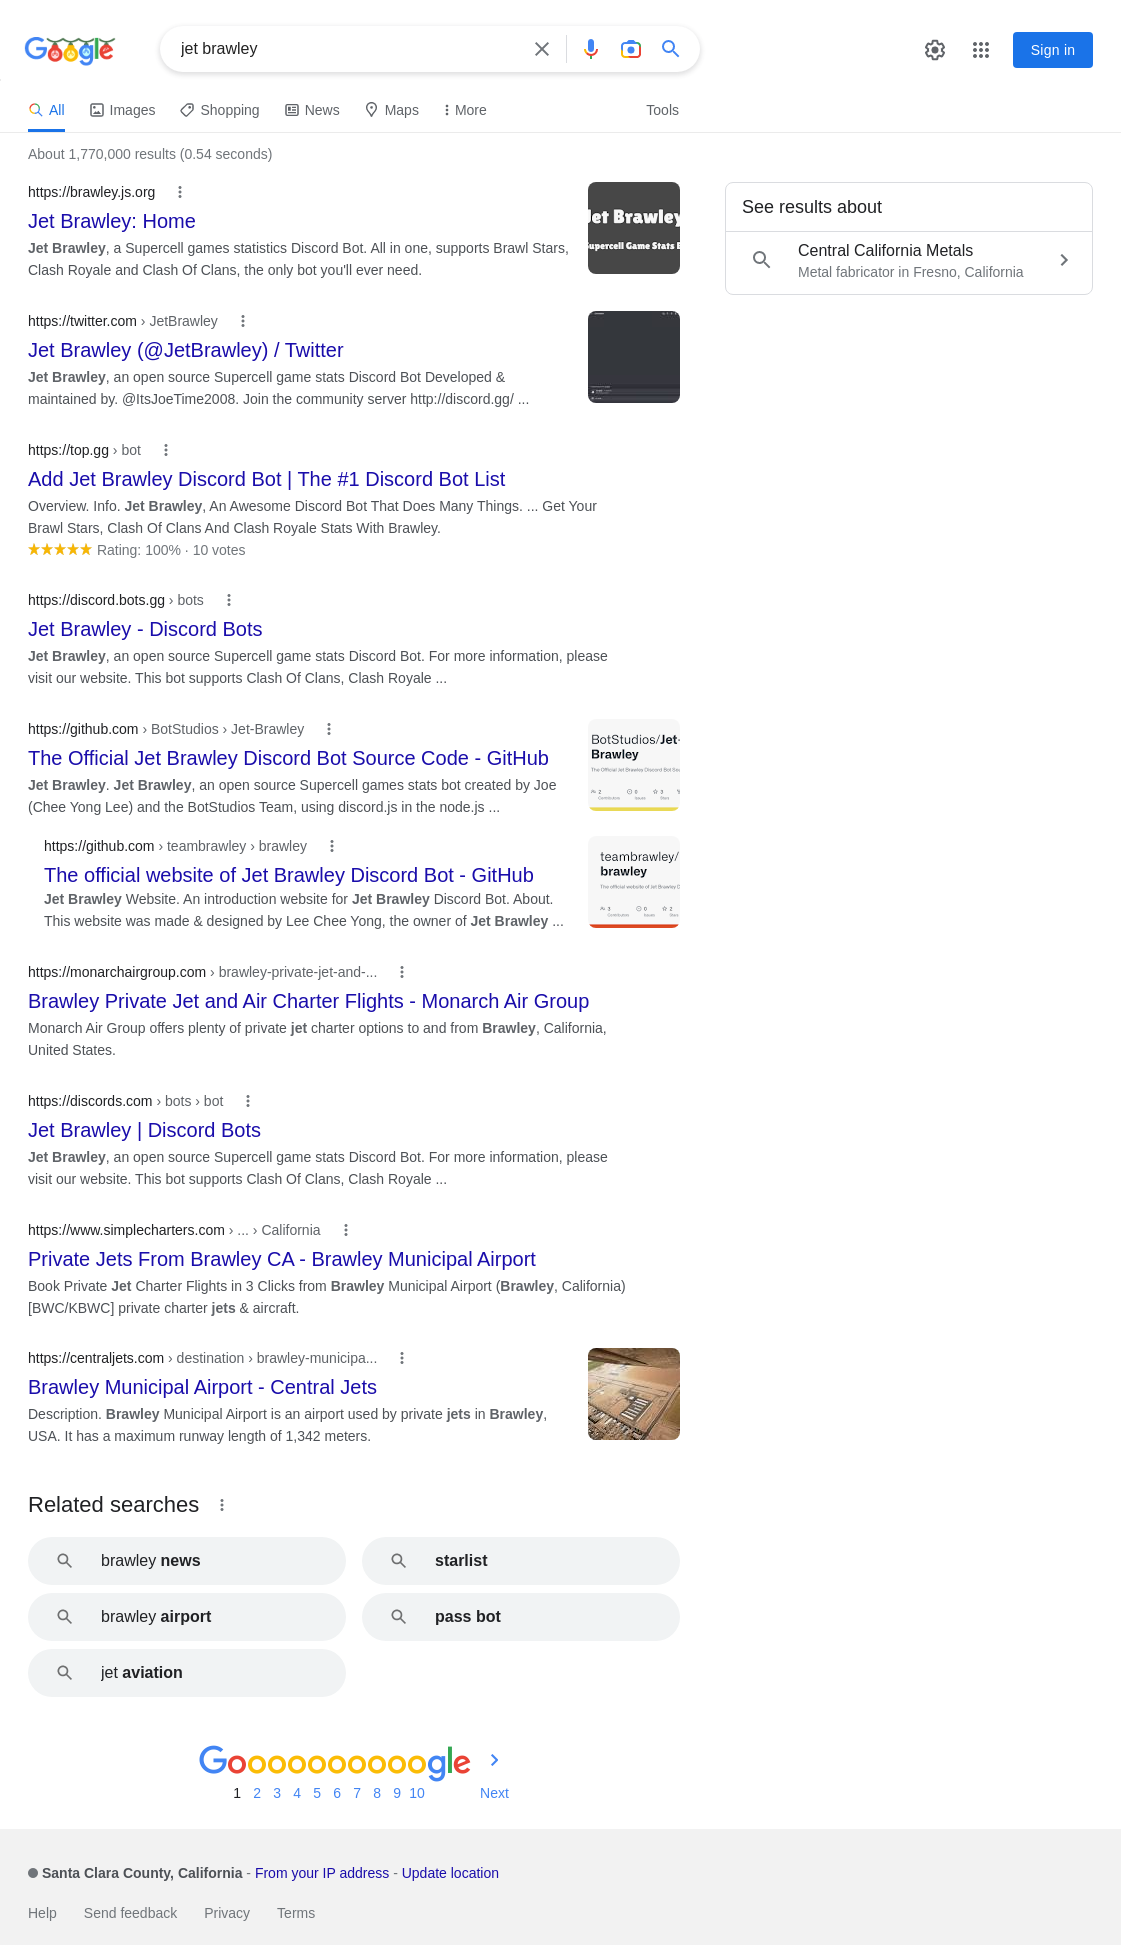 Google
jet brawley
Sign in
All
Images
Shopping
News
Maps
More
Tools
About 1,770,000 results (0.54 seconds)
https://brawley.js.org
Jet Brawley: Home
Jet Brawley, a Supercell games statistics Discord Bot. All in one, supports Brawl Stars,
Clash Royale and Clash Of Clans, the only bot you'll ever need.
Jet Brawley
Supercell Game Stats
See results about
Central California Metals
Metal fabricator in Fresno, California
https://twitter.com › JetBrawley
Jet Brawley (@JetBrawley) / Twitter
Jet Brawley, an open source Supercell game stats Discord Bot Developed &
maintained by. @ItsJoeTime2008. Join the community server http://discord.gg/ ...
https://top.gg › bot
Add Jet Brawley Discord Bot | The #1 Discord Bot List
Overview. Info. Jet Brawley, An Awesome Discord Bot That Does Many Things. ... Get Your
Brawl Stars, Clash Of Clans And Clash Royale Stats With Brawley.
Rating: 100% · 10 votes
https://discord.bots.gg › bots
Jet Brawley - Discord Bots
Jet Brawley, an open source Supercell game stats Discord Bot. For more information, please
visit our website. This bot supports Clash Of Clans, Clash Royale ...
https://github.com › BotStudios › Jet-Brawley
The Official Jet Brawley Discord Bot Source Code - GitHub
Jet Brawley. Jet Brawley, an open source Supercell games stats bot created by Joe
(Chee Yong Lee) and the BotStudios Team, using discord.js in the node.js ...
BotStudios/Jet-
Brawley
The Official Jet Brawley Discord Bot
https://github.com › teambrawley › brawley
The official website of Jet Brawley Discord Bot - GitHub
Jet Brawley Website. An introduction website for Jet Brawley Discord Bot. About.
This website was made & designed by Lee Chee Yong, the owner of Jet Brawley ...
teambrawley/
brawley
The official website of Jet Brawley
https://monarchairgroup.com › brawley-private-jet-and-...
Brawley Private Jet and Air Charter Flights - Monarch Air Group
Monarch Air Group offers plenty of private jet charter options to and from Brawley, California,
United States.
https://discords.com › bots › bot
Jet Brawley | Discord Bots
Jet Brawley, an open source Supercell game stats Discord Bot. For more information, please
visit our website. This bot supports Clash Of Clans, Clash Royale ...
https://www.simplecharters.com › ... › California
Private Jets From Brawley CA - Brawley Municipal Airport
Book Private Jet Charter Flights in 3 Clicks from Brawley Municipal Airport (Brawley, California)
[BWC/KBWC] private charter jets & aircraft.
https://centraljets.com › destination › brawley-municipa...
Brawley Municipal Airport - Central Jets
Description. Brawley Municipal Airport is an airport used by private jets in Brawley,
USA. It has a maximum runway length of 1,342 meters.
Related searches
brawley news
starlist
brawley airport
pass bot
jet aviation
Goooooooooogle
1 2 3 4 5 6 7 8 9 10 Next
Santa Clara County, California - From your IP address - Update location
Help
Send feedback
Privacy
Terms